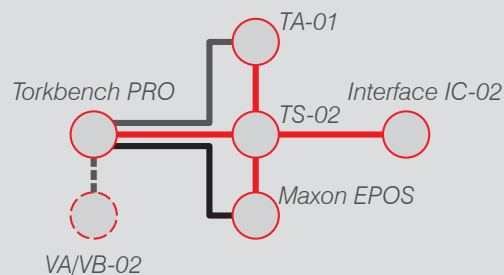 TA-01
Torkbench PRO
TS-02
Interface IC-02
Maxon EPOS
VA/VB-02